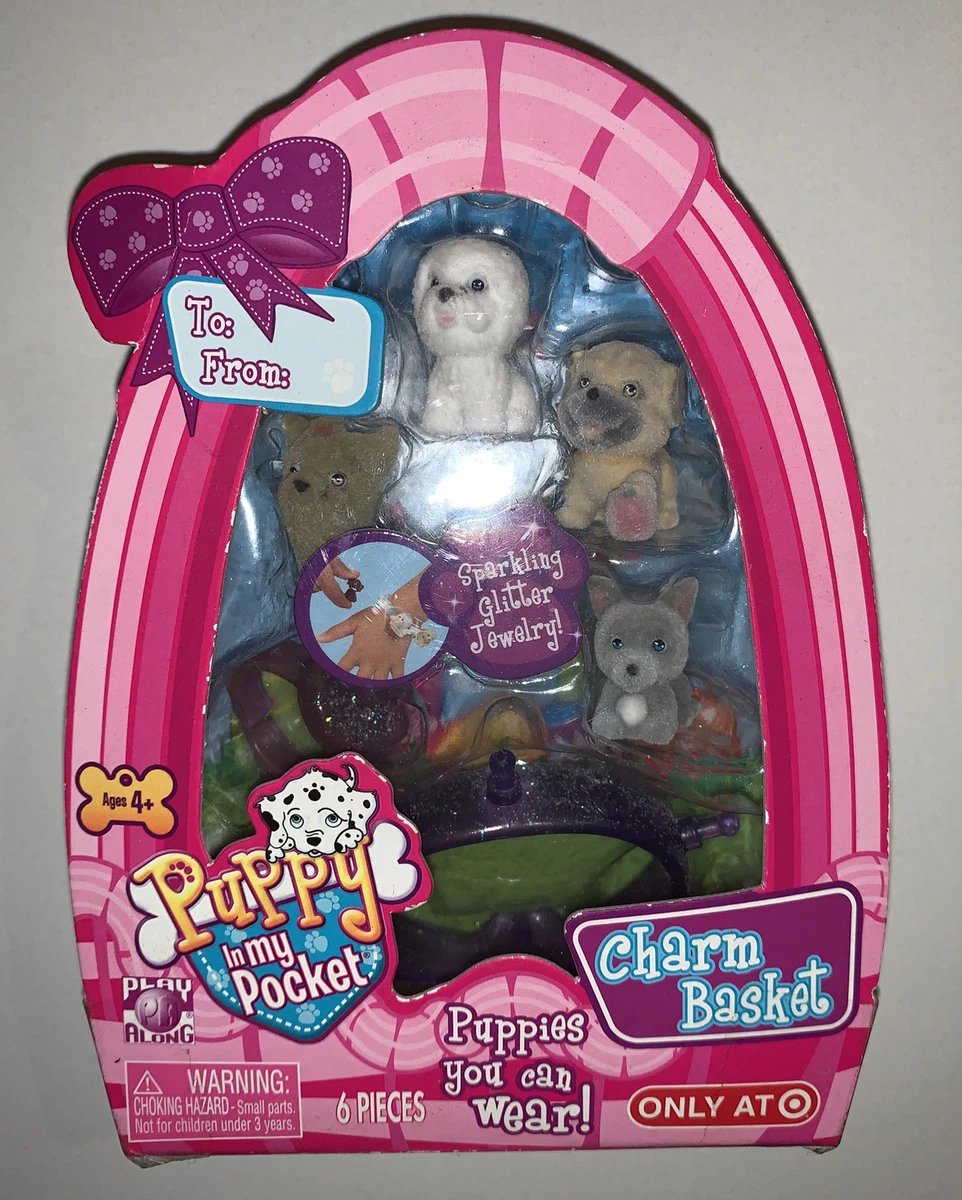 To:
From:
Sparkling
Glitter
Jewelry!
Ages 4+
Puppy
In my
Pocket®
Charm
Basket
PLAY
PA®
ALONG
Puppies
you can
wear!
WARNING:
CHOKING HAZARD - Small parts.
Not for children under 3 years.
6 PIECES
ONLY AT